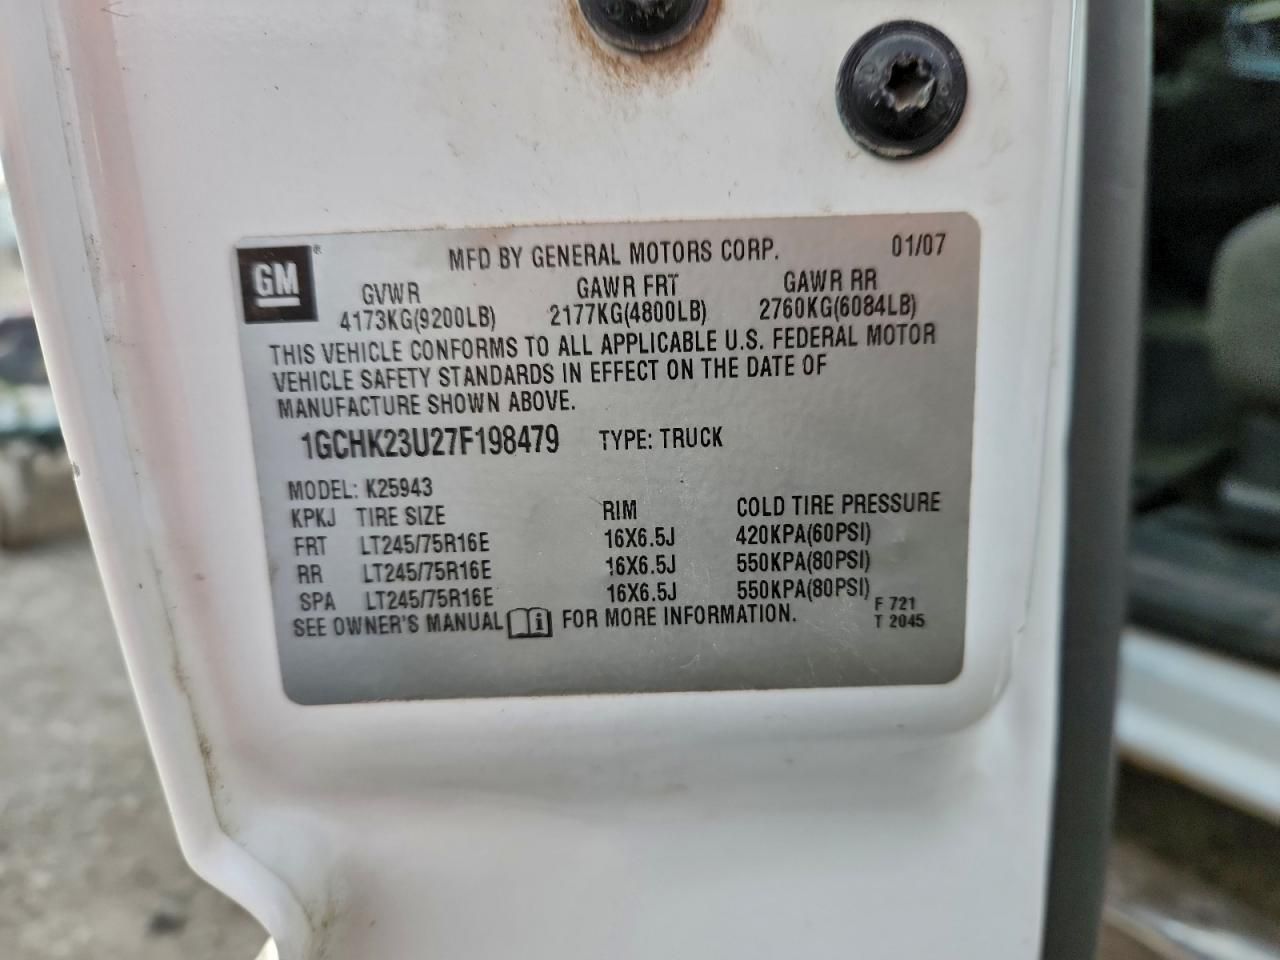 GM®
MFD BY GENERAL MOTORS CORP. 01/07
GVWR GAWR FRT GAWR RR
4173KG(9200LB) 2177KG(4800LB) 2760KG(6084LB)
THIS VEHICLE CONFORMS TO ALL APPLICABLE U.S. FEDERAL MOTOR
VEHICLE SAFETY STANDARDS IN EFFECT ON THE DATE OF
MANUFACTURE SHOWN ABOVE.
1GCHK23U27F198479 TYPE: TRUCK
MODEL: K25943
KPKJ TIRE SIZE RIM COLD TIRE PRESSURE
FRT LT245/75R16E 16X6.5J 420KPA(60PSI)
RR LT245/75R16E 16X6.5J 550KPA(80PSI)
SPA LT245/75R16E 16X6.5J 550KPA(80PSI)
SEE OWNER'S MANUAL i FOR MORE INFORMATION.
F 721
T 2045